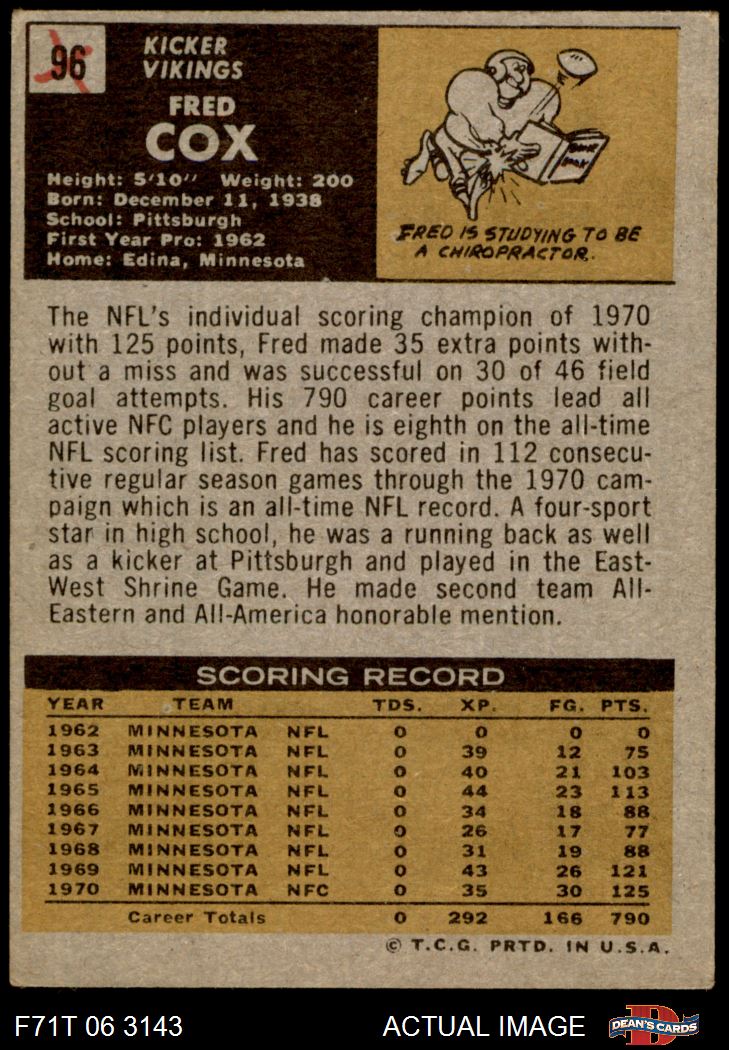 96
KICKER
VIKINGS
FRED
COX
Height: 5'10" Weight: 200
Born: December 11, 1938
School: Pittsburgh
First Year Pro: 1962
Home: Edina, Minnesota
FRED IS STUDYING TO BE
A CHIROPRACTOR.
The NFL's individual scoring champion of 1970
with 125 points, Fred made 35 extra points with-
out a miss and was successful on 30 of 46 field
goal attempts. His 790 career points lead all
active NFC players and he is eighth on the all-time
NFL scoring list. Fred has scored in 112 consecu-
tive regular season games through the 1970 cam-
paign which is an all-time NFL record. A four-sport
star in high school, he was a running back as well
as a kicker at Pittsburgh and played in the East-
West Shrine Game. He made second team All-
Eastern and All-America honorable mention.
SCORING RECORD
YEAR TEAM TDS. XP. FG. PTS.
1962 MINNESOTA NFL 0 0 0 0
1963 MINNESOTA NFL 0 39 12 75
1964 MINNESOTA NFL 0 40 21 103
1965 MINNESOTA NFL 0 44 23 113
1966 MINNESOTA NFL 0 34 18 88
1967 MINNESOTA NFL 0 26 17 77
1968 MINNESOTA NFL 0 31 19 88
1969 MINNESOTA NFL 0 43 26 121
1970 MINNESOTA NFC 0 35 30 125
Career Totals 0 292 166 790
© T.C.G. PRTD. IN U.S.A.
F71T 06 3143 ACTUAL IMAGE DEAN'S CARDS